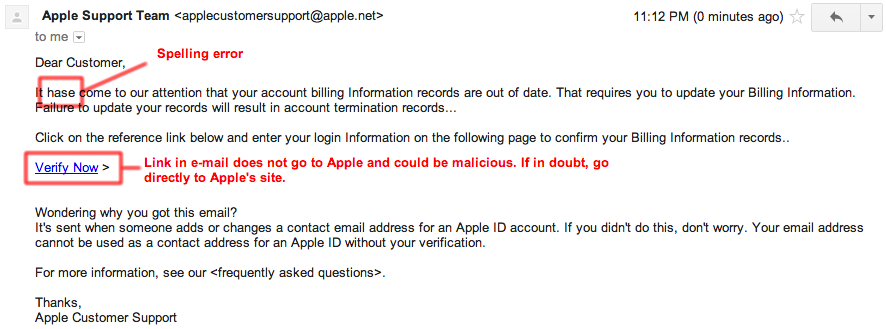 Apple Support Team <applecustomersupport@apple.net> 11:12 PM (0 minutes ago)
to me
Spelling error
Dear Customer,
It hase come to our attention that your account billing Information records are out of date. That requires you to update your Billing Information.
Failure to update your records will result in account termination records...
Click on the reference link below and enter your login Information on the following page to confirm your Billing Information records..
Verify Now >
Link in e-mail does not go to Apple and could be malicious. If in doubt, go
directly to Apple's site.
Wondering why you got this email?
It's sent when someone adds or changes a contact email address for an Apple ID account. If you didn't do this, don't worry. Your email address
cannot be used as a contact address for an Apple ID without your verification.
For more information, see our <frequently asked questions>.
Thanks,
Apple Customer Support